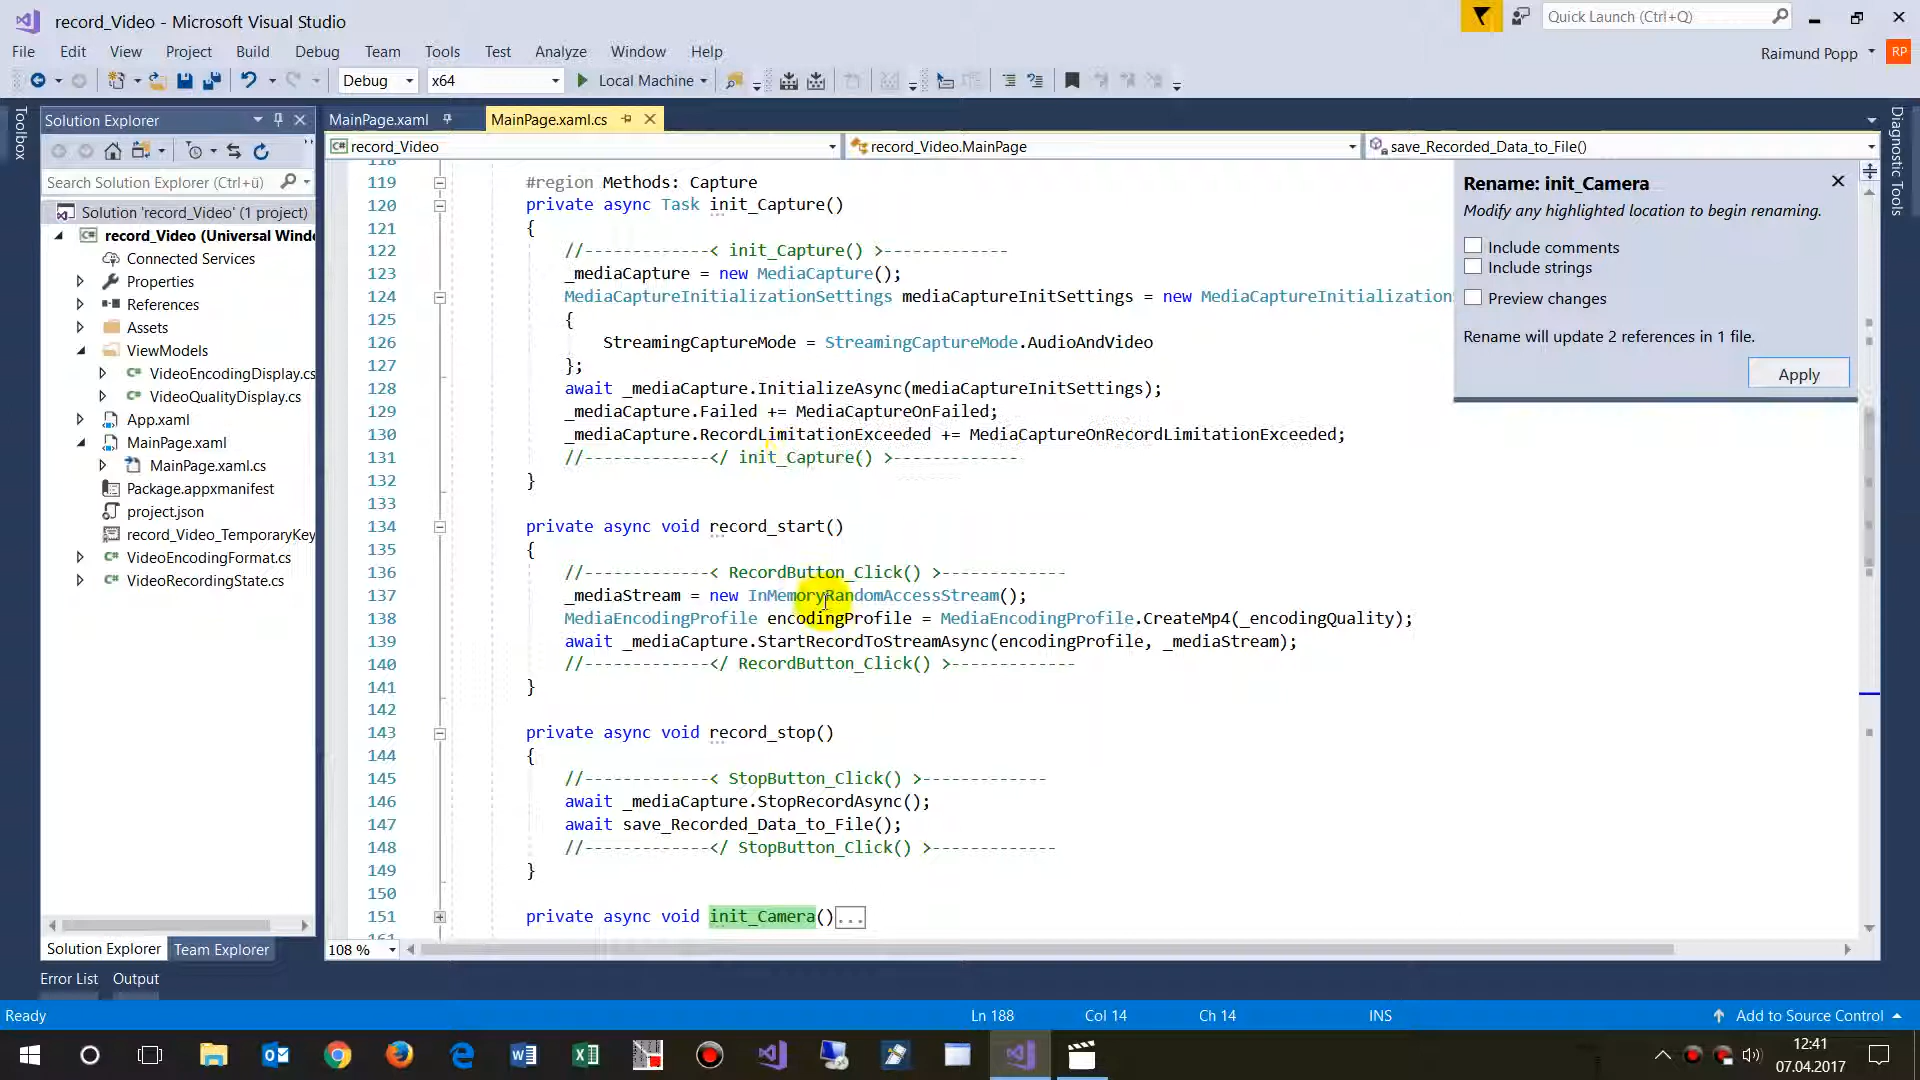 record_Video - Microsoft Visual Studio
Quick Launch (Ctrl+Q)
File Edit View Project Build Debug Team Tools Test Analyze Window Help
Raimund Popp RP
Debug x64 Local Machine
Toolbox
Solution Explorer
Search Solution Explorer (Ctrl+ü)
Solution 'record_Video' (1 project)
record_Video (Universal Windo
Connected Services
Properties
References
Assets
ViewModels
VideoEncodingDisplay.cs
VideoQualityDisplay.cs
App.xaml
MainPage.xaml
MainPage.xaml.cs
Package.appxmanifest
project.json
record_Video_TemporaryKey
VideoEncodingFormat.cs
VideoRecordingState.cs
Solution Explorer Team Explorer
MainPage.xaml MainPage.xaml.cs
record_Video record_Video.MainPage save_Recorded_Data_to_File()
118
119 #region Methods: Capture
120 private async Task init_Capture()
121 {
122 //-------------< init_Capture() >-------------
123 _mediaCapture = new MediaCapture();
124 MediaCaptureInitializationSettings mediaCaptureInitSettings = new MediaCaptureInitializationS
125 {
126 StreamingCaptureMode = StreamingCaptureMode.AudioAndVideo
127 };
128 await _mediaCapture.InitializeAsync(mediaCaptureInitSettings);
129 _mediaCapture.Failed += MediaCaptureOnFailed;
130 _mediaCapture.RecordLimitationExceeded += MediaCaptureOnRecordLimitationExceeded;
131 //-------------</ init_Capture() >-------------
132 }
133
134 private async void record_start()
135 {
136 //-------------< RecordButton_Click() >-------------
137 _mediaStream = new InMemoryRandomAccessStream();
138 MediaEncodingProfile encodingProfile = MediaEncodingProfile.CreateMp4(_encodingQuality);
139 await _mediaCapture.StartRecordToStreamAsync(encodingProfile, _mediaStream);
140 //-------------</ RecordButton_Click() >-------------
141 }
142
143 private async void record_stop()
144 {
145 //-------------< StopButton_Click() >-------------
146 await _mediaCapture.StopRecordAsync();
147 await save_Recorded_Data_to_File();
148 //-------------</ StopButton_Click() >-------------
149 }
150
151 private async void init_Camera()...
161
108 %
Rename: init_Camera
Modify any highlighted location to begin renaming.
Include comments
Include strings
Preview changes
Rename will update 2 references in 1 file.
Apply
Diagnostic Tools
Error List Output
Ready Ln 188 Col 14 Ch 14 INS Add to Source Control
12:41
07.04.2017